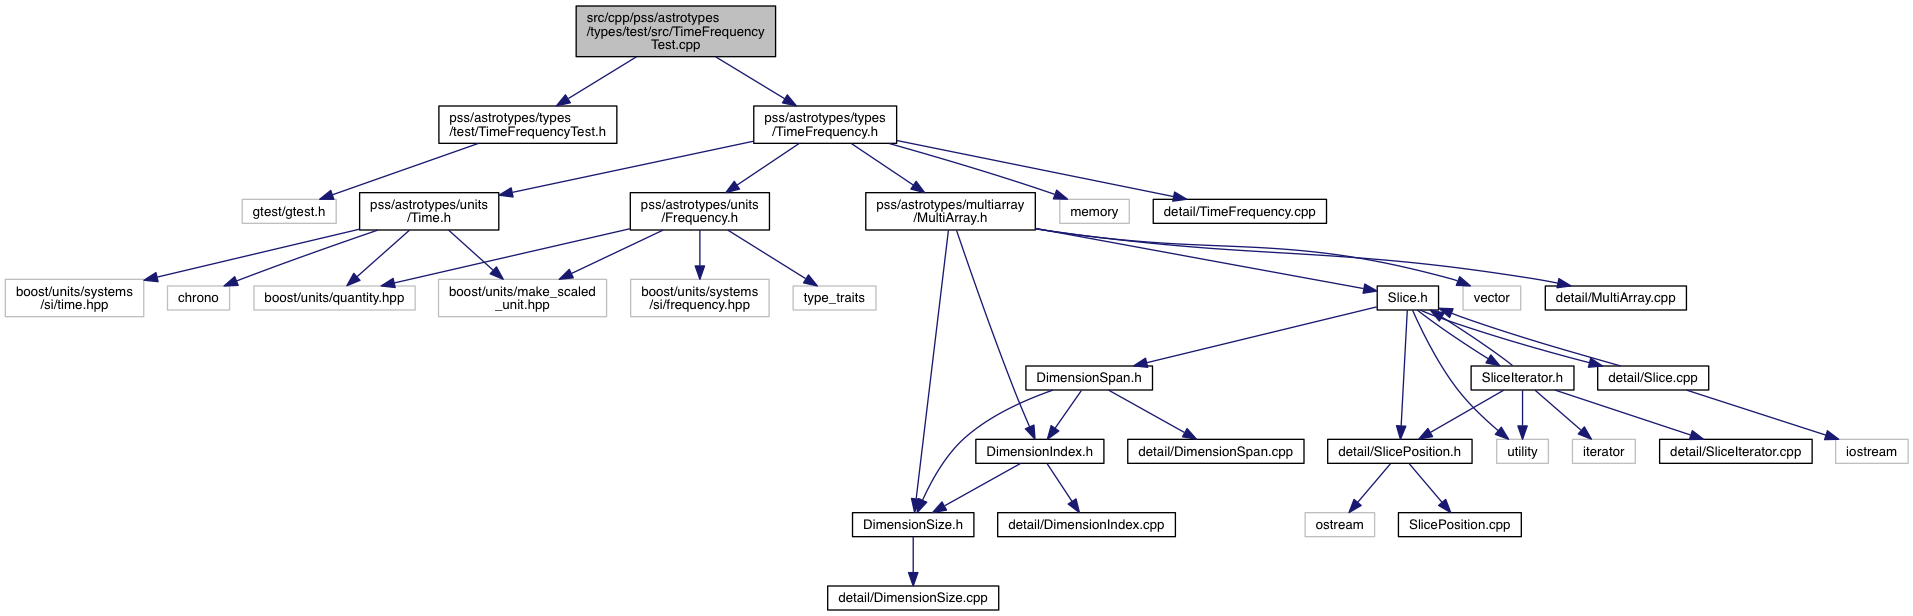 src/cpp/pss/astrotypes
/types/test/src/TimeFrequency
Test.cpp
pss/astrotypes/types
/test/TimeFrequencyTest.h
pss/astrotypes/types
/TimeFrequency.h
gtest/gtest.h
pss/astrotypes/units
/Time.h
pss/astrotypes/units
/Frequency.h
pss/astrotypes/multiarray
/MultiArray.h
memory
detail/TimeFrequency.cpp
boost/units/systems
/si/time.hpp
chrono
boost/units/quantity.hpp
boost/units/make_scaled
_unit.hpp
boost/units/systems
/si/frequency.hpp
type_traits
Slice.h
vector
detail/MultiArray.cpp
DimensionSpan.h
SliceIterator.h
detail/Slice.cpp
DimensionIndex.h
detail/DimensionSpan.cpp
detail/SlicePosition.h
utility
iterator
detail/SliceIterator.cpp
iostream
DimensionSize.h
detail/DimensionIndex.cpp
ostream
SlicePosition.cpp
detail/DimensionSize.cpp